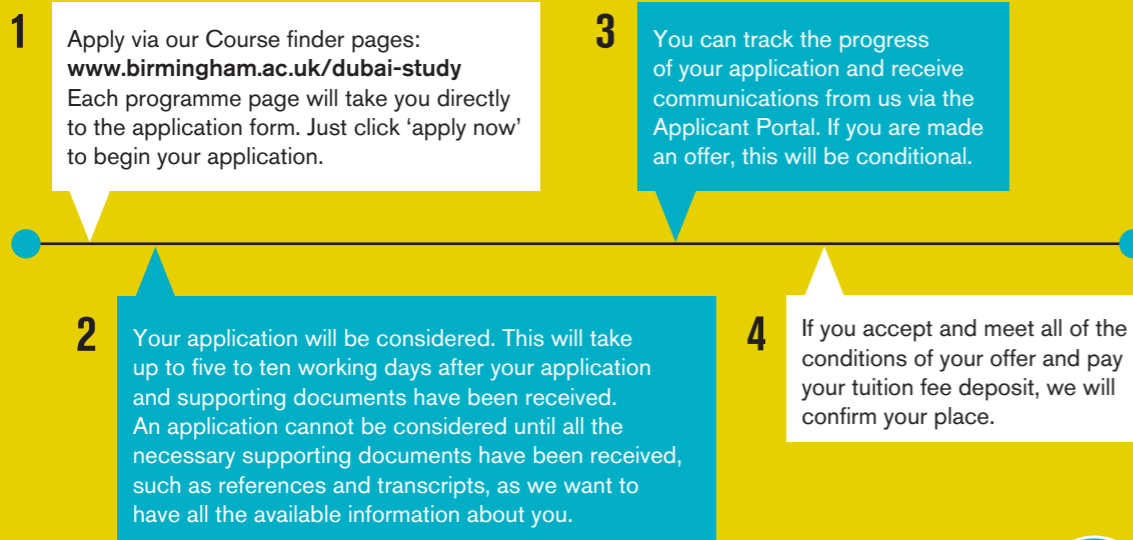 1
Apply via our Course finder pages:
www.birmingham.ac.uk/dubai-study
Each programme page will take you directly
to the application form. Just click ‘apply now’
to begin your application.
2
Your application will be considered. This will take
up to five to ten working days after your application
and supporting documents have been received.
An application cannot be considered until all the
necessary supporting documents have been received,
such as references and transcripts, as we want to
have all the available information about you.
3
You can track the progress
of your application and receive
communications from us via the
Applicant Portal. If you are made
an offer, this will be conditional.
4
If you accept and meet all of the
conditions of your offer and pay
your tuition fee deposit, we will
confirm your place.